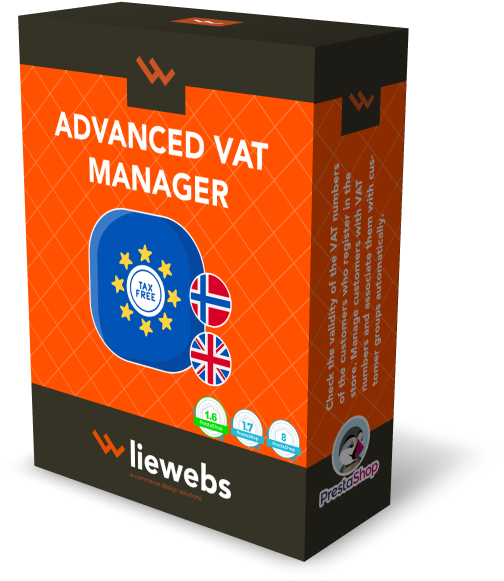 ADVANCED VAT
MANAGER
TAX
FREE
1.6
PrestaShop
1.7
PrestaShop
8
PrestaShop
liewebs
e-commerce design solutions
Check the validity of the VAT numbers
of the customers who register in the
store. Manage customers with VAT
numbers and associate them with cus-
tomer groups automatically.
PrestaShop